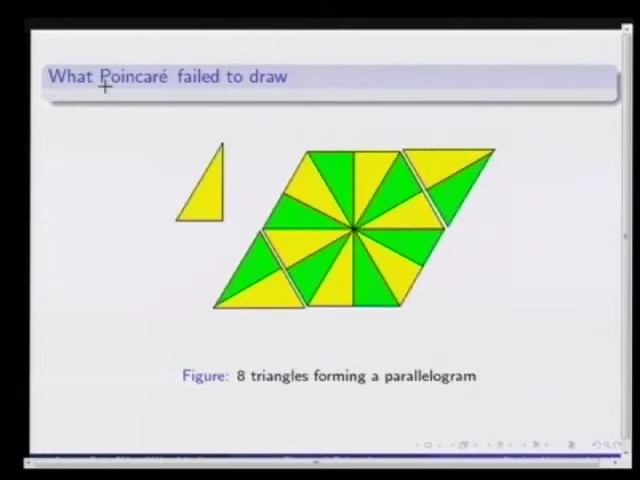 What Poincaré failed to draw
Figure: 8 triangles forming a parallelogram